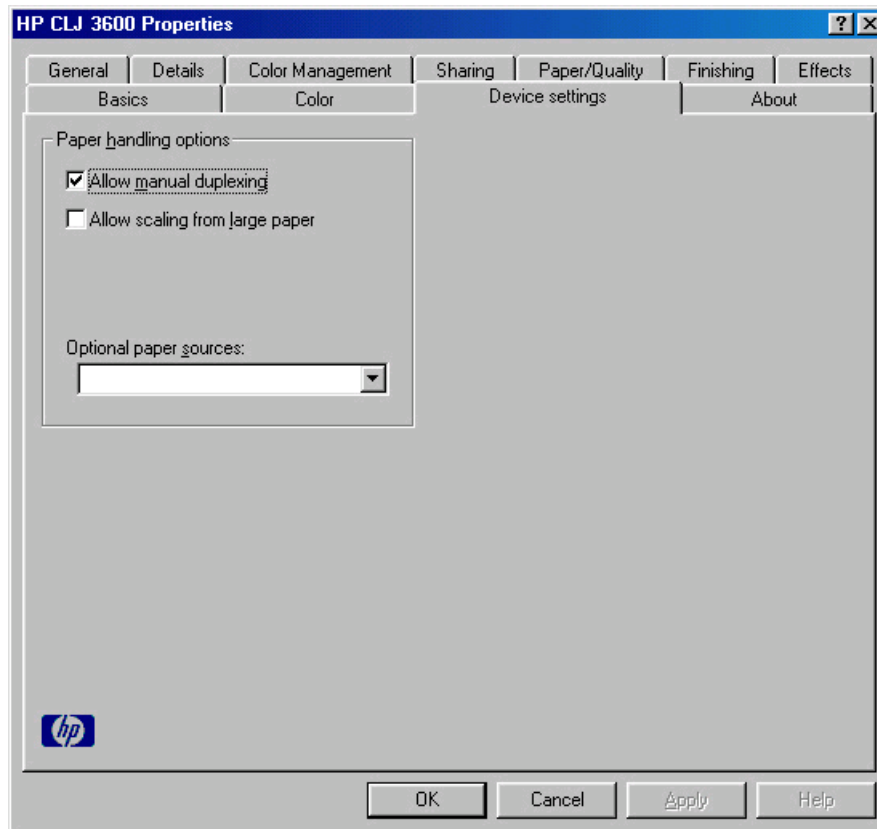 HP CLJ 3600 Properties
General Details Color Management Sharing Paper/Quality Finishing Effects
Basics Color Device settings About
Paper handling options
Allow manual duplexing
Allow scaling from large paper
Optional paper sources:
hp
OK Cancel Apply Help